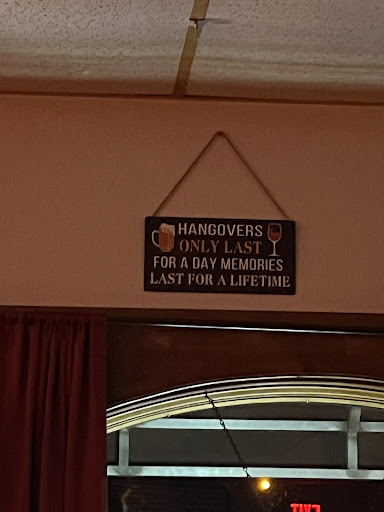 HANGOVERS
ONLY LAST
FOR A DAY MEMORIES
LAST FOR A LIFETIME